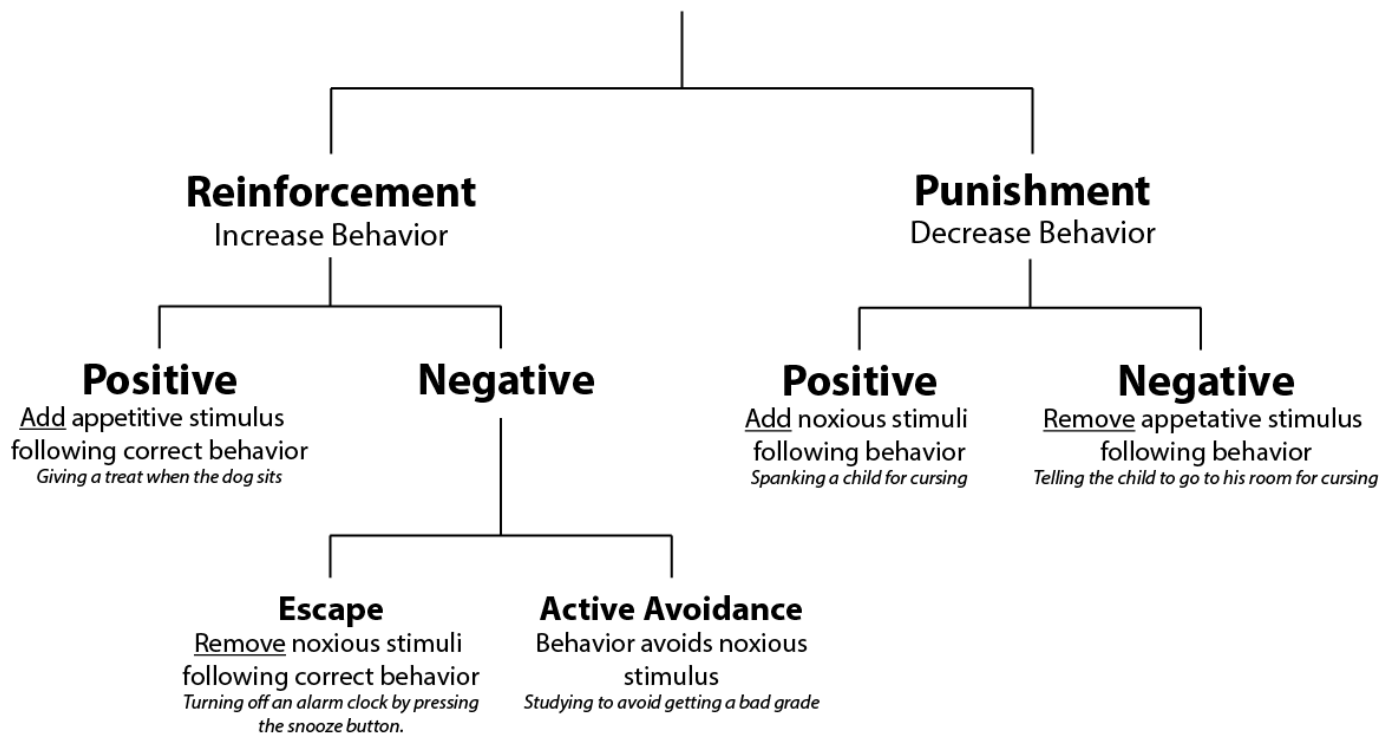 Reinforcement
Increase Behavior
Punishment
Decrease Behavior
Positive
Add appetitive stimulus
following correct behavior
Giving a treat when the dog sits
Negative
Positive
Add noxious stimuli
following behavior
Spanking a child for cursing
Negative
Remove appetative stimulus
following behavior
Telling the child to go to his room for cursing
Escape
Remove noxious stimuli
following correct behavior
Turning off an alarm clock by pressing
the snooze button.
Active Avoidance
Behavior avoids noxious
stimulus
Studying to avoid getting a bad grade